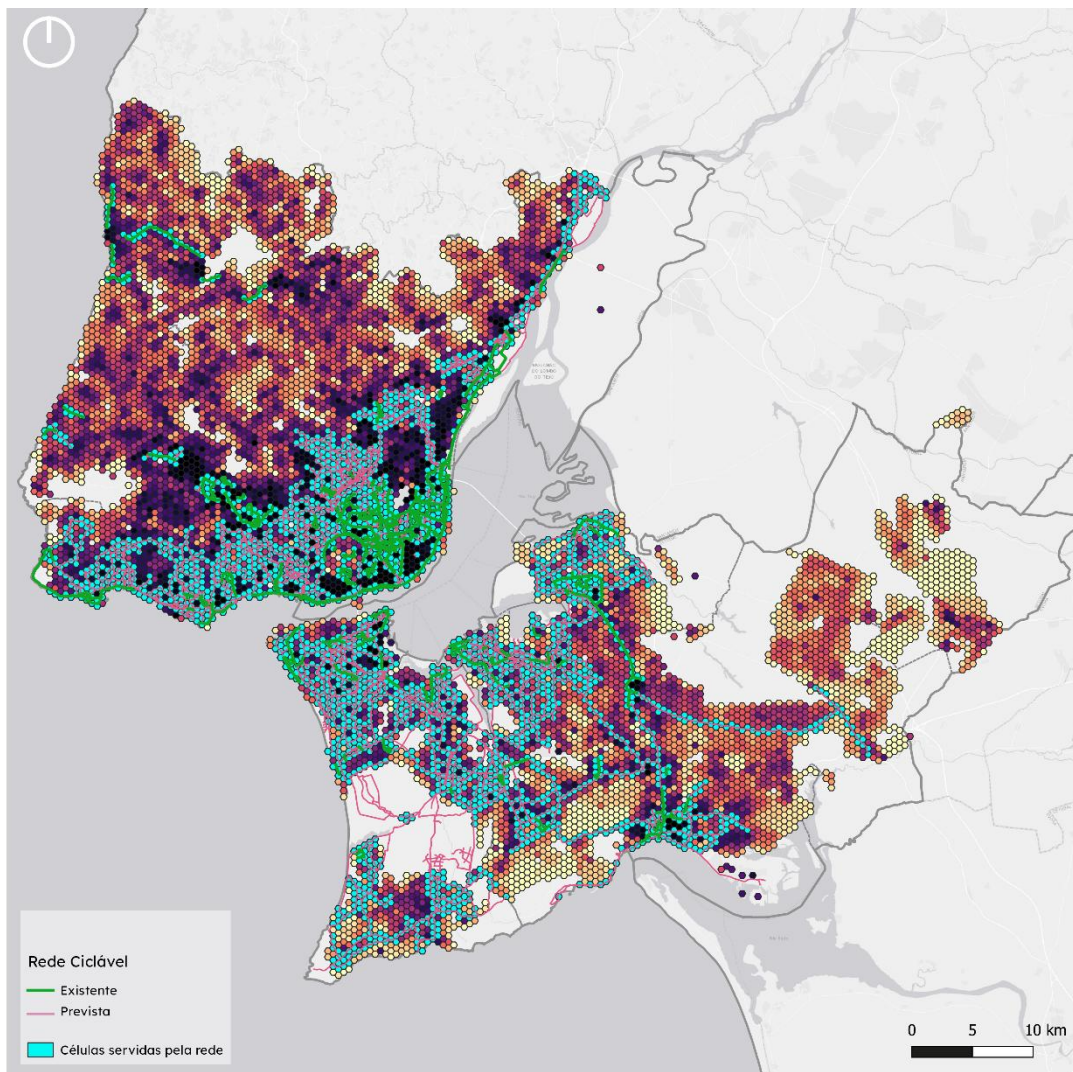 Rede Ciclável
Existente
Prevista
Células servidas pela rede
0 5 10 km